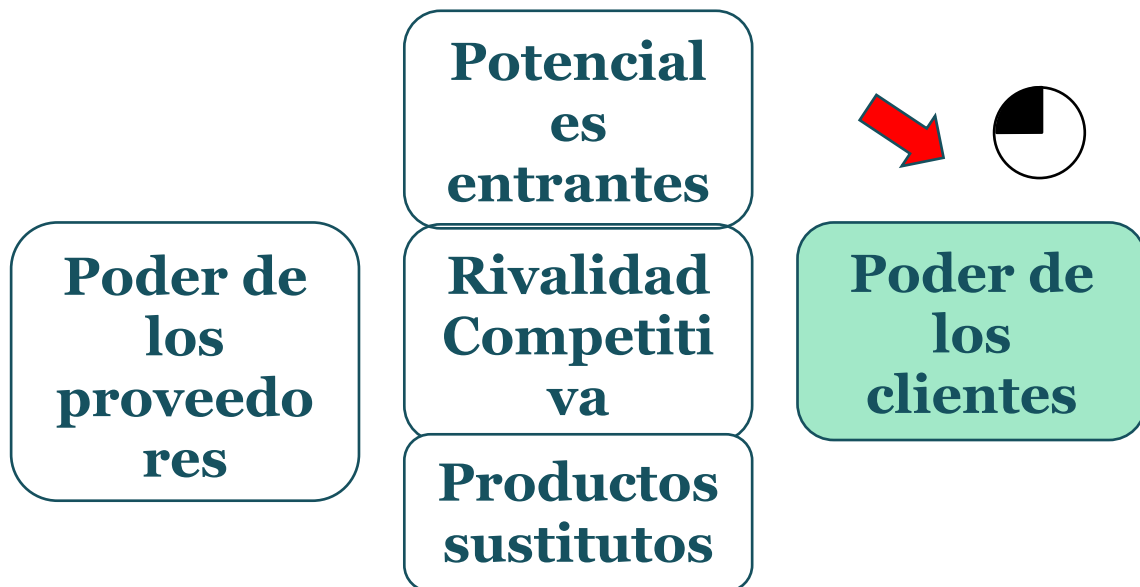 Potencial
es
entrantes
Poder de
los
proveedo
res
Rivalidad
Competiti
va
Poder de
los
clientes
Productos
sustitutos